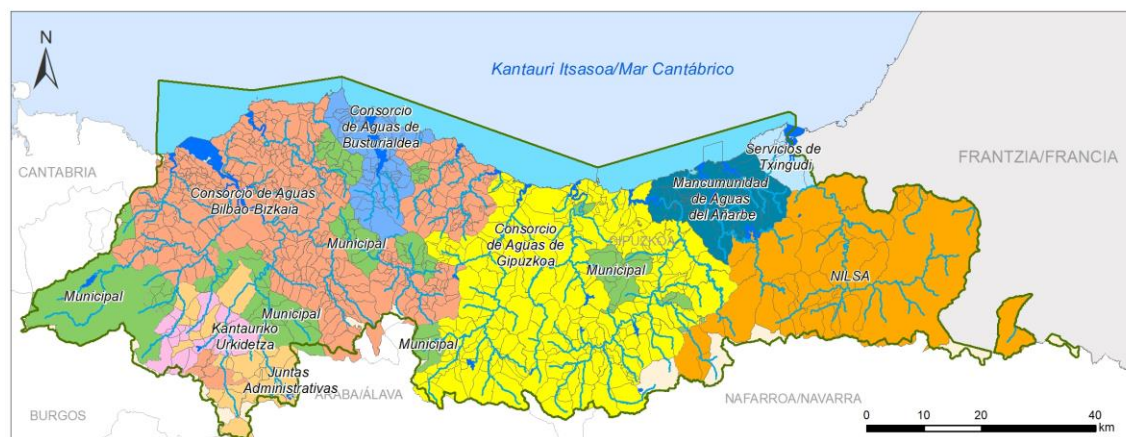 N
Kantauri Itsasoa/Mar Cantábrico
Consorcio
de Aguas de
Busturialdea
Servicios de
Txingudi
FRANTZIA/FRANCIA
CANTABRIA
Consorcio de Aguas
Bilbao-Bizkaia
Mancumunidad
de Aguas
del Añarbe
Consorcio
de Aguas de
Gipuzkoa
GIPUZKOA
Municipal
Municipal
NILSA
Municipal
Municipal
Kantauriko
Urkidetza
Municipal
Juntas
Administrativas
ARABA/ÁLAVA
NAFARROA/NAVARRA
BURGOS
0 10 20 40
km